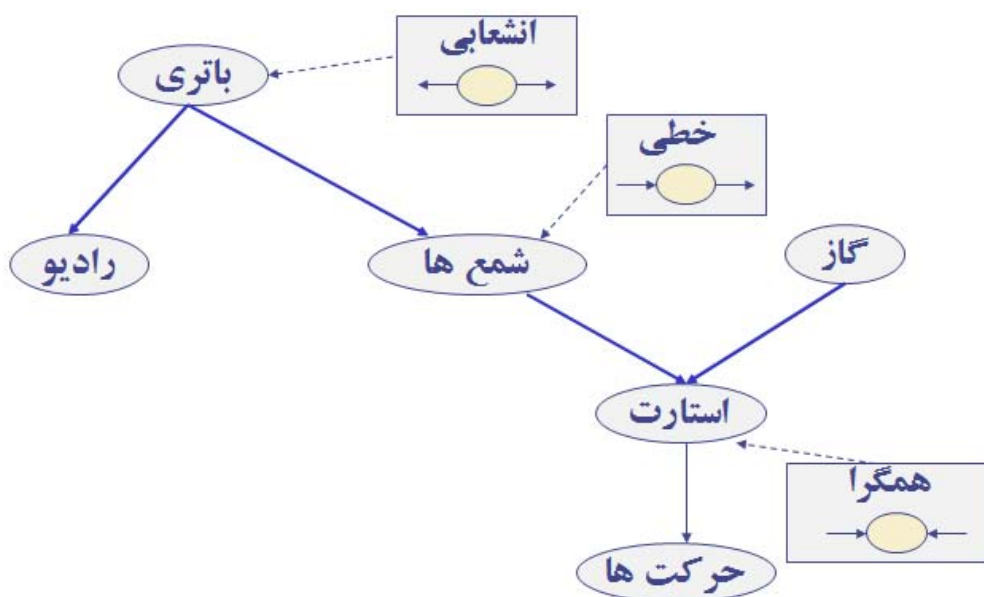 انشعابی
باتری
خطی
رادیو
شمع ها
گاز
استارت
همگرا
حرکت ها